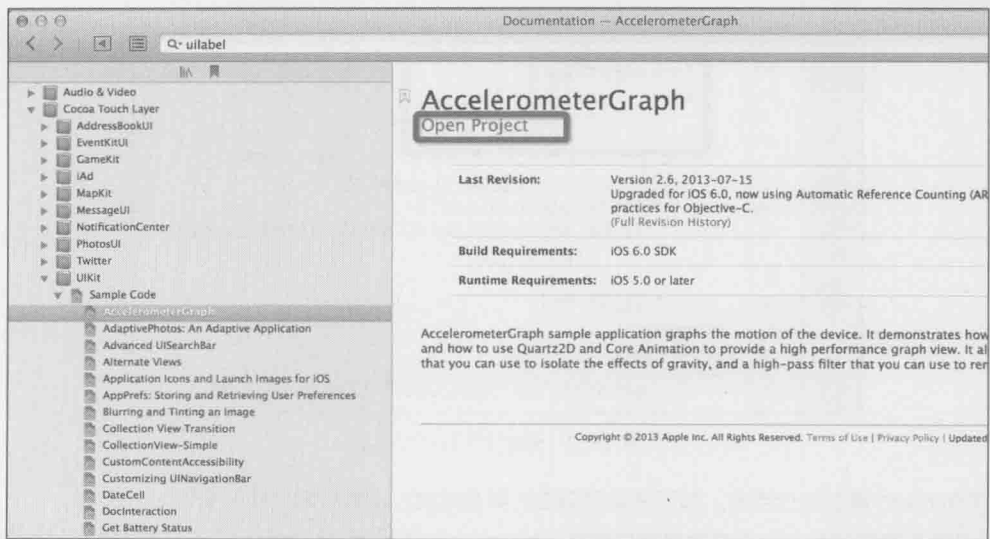 Documentation — AccelerometerGraph
uilabel
Audio & Video
Cocoa Touch Layer
AddressBookUI
EventKitUI
GameKit
iAd
MapKit
MessageUI
NotificationCenter
PhotosUI
Twitter
UIKit
Sample Code
AccelerometerGraph
AdaptivePhotos: An Adaptive Application
Advanced UISearchBar
Alternate Views
Application Icons and Launch Images for iOS
AppPrefs: Storing and Retrieving User Preferences
Blurring and Tinting an Image
Collection View Transition
CollectionView-Simple
CustomContentAccessibility
Customizing UINavigationBar
DateCell
DocInteraction
Get Battery Status
AccelerometerGraph
Open Project
Last Revision: Version 2.6, 2013-07-15
Upgraded for iOS 6.0, now using Automatic Reference Counting (AR
practices for Objective-C.
(Full Revision History)
Build Requirements: iOS 6.0 SDK
Runtime Requirements: iOS 5.0 or later
AccelerometerGraph sample application graphs the motion of the device. It demonstrates how
and how to use Quartz2D and Core Animation to provide a high performance graph view. It al
that you can use to isolate the effects of gravity, and a high-pass filter that you can use to rer
Copyright © 2013 Apple Inc. All Rights Reserved. Terms of Use | Privacy Policy | Updated